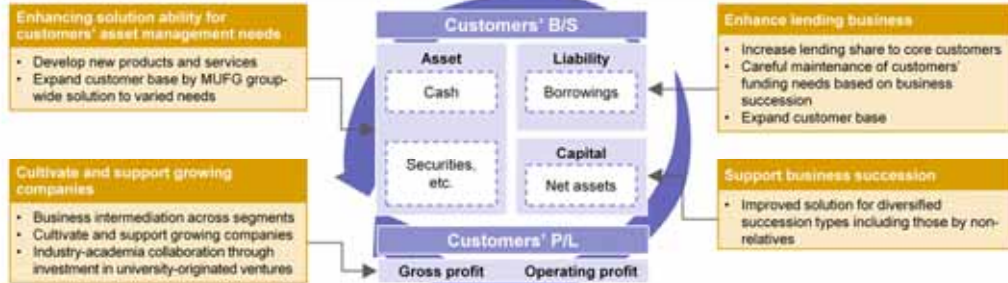 Enhancing solution ability for
customers' asset management needs
• Develop new products and services
• Expand customer base by MUFG group-
wide solution to varied needs
Cultivate and support growing
companies
• Business intermediation across segments
• Cultivate and support growing companies
• Industry-academia collaboration through
investment in university-originated ventures
Customers' B/S
Asset
Cash
Securities,
etc.
Liability
Borrowings
Capital
Net assets
Customers' P/L
Gross profit
Operating profit
Enhance lending business
• Increase lending share to core customers
• Careful maintenance of customers'
funding needs based on business
succession
• Expand customer base
Support business succession
• Improved solution for diversified
succession types including those by non-
relatives